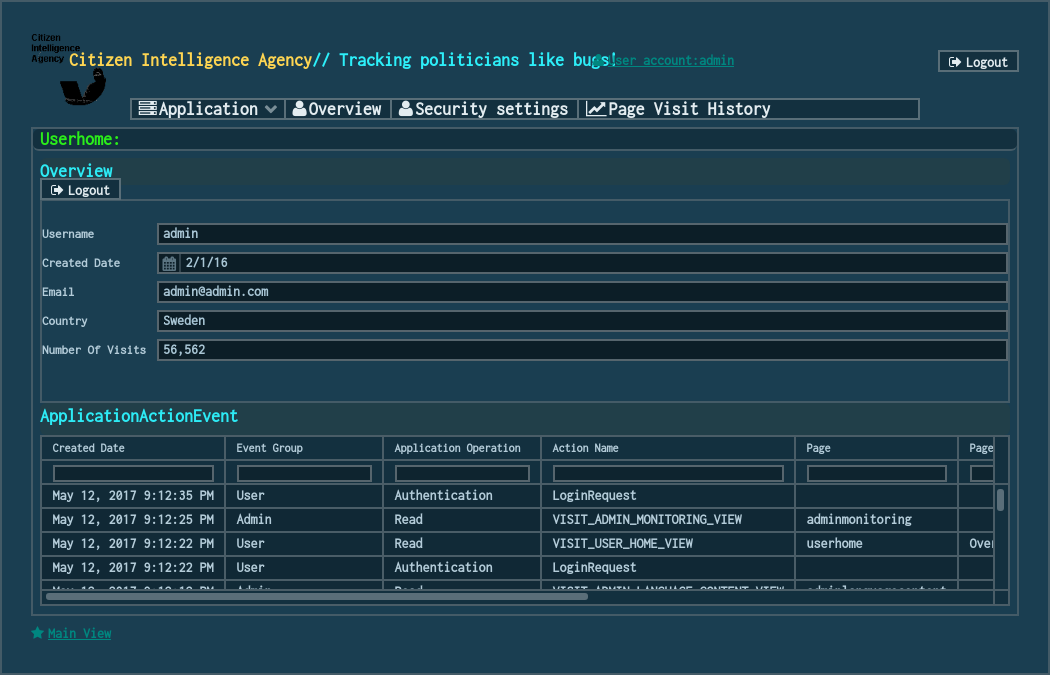 Citizen
Intelligence
Agency
Citizen Intelligence Agency// Tracking politicians like bugs!
User account:admin
Logout
Application Overview Security settings Page Visit History
Userhome:
Overview
Logout
Username admin
Created Date 2/1/16
Email admin@admin.com
Country Sweden
Number Of Visits 56,562
ApplicationActionEvent
Created Date Event Group Application Operation Action Name Page Page
May 12, 2017 9:12:35 PM User Authentication LoginRequest
May 12, 2017 9:12:25 PM Admin Read VISIT_ADMIN_MONITORING_VIEW adminmonitoring
May 12, 2017 9:12:22 PM User Read VISIT_USER_HOME_VIEW userhome Over
May 12, 2017 9:12:22 PM User Authentication LoginRequest
Main View